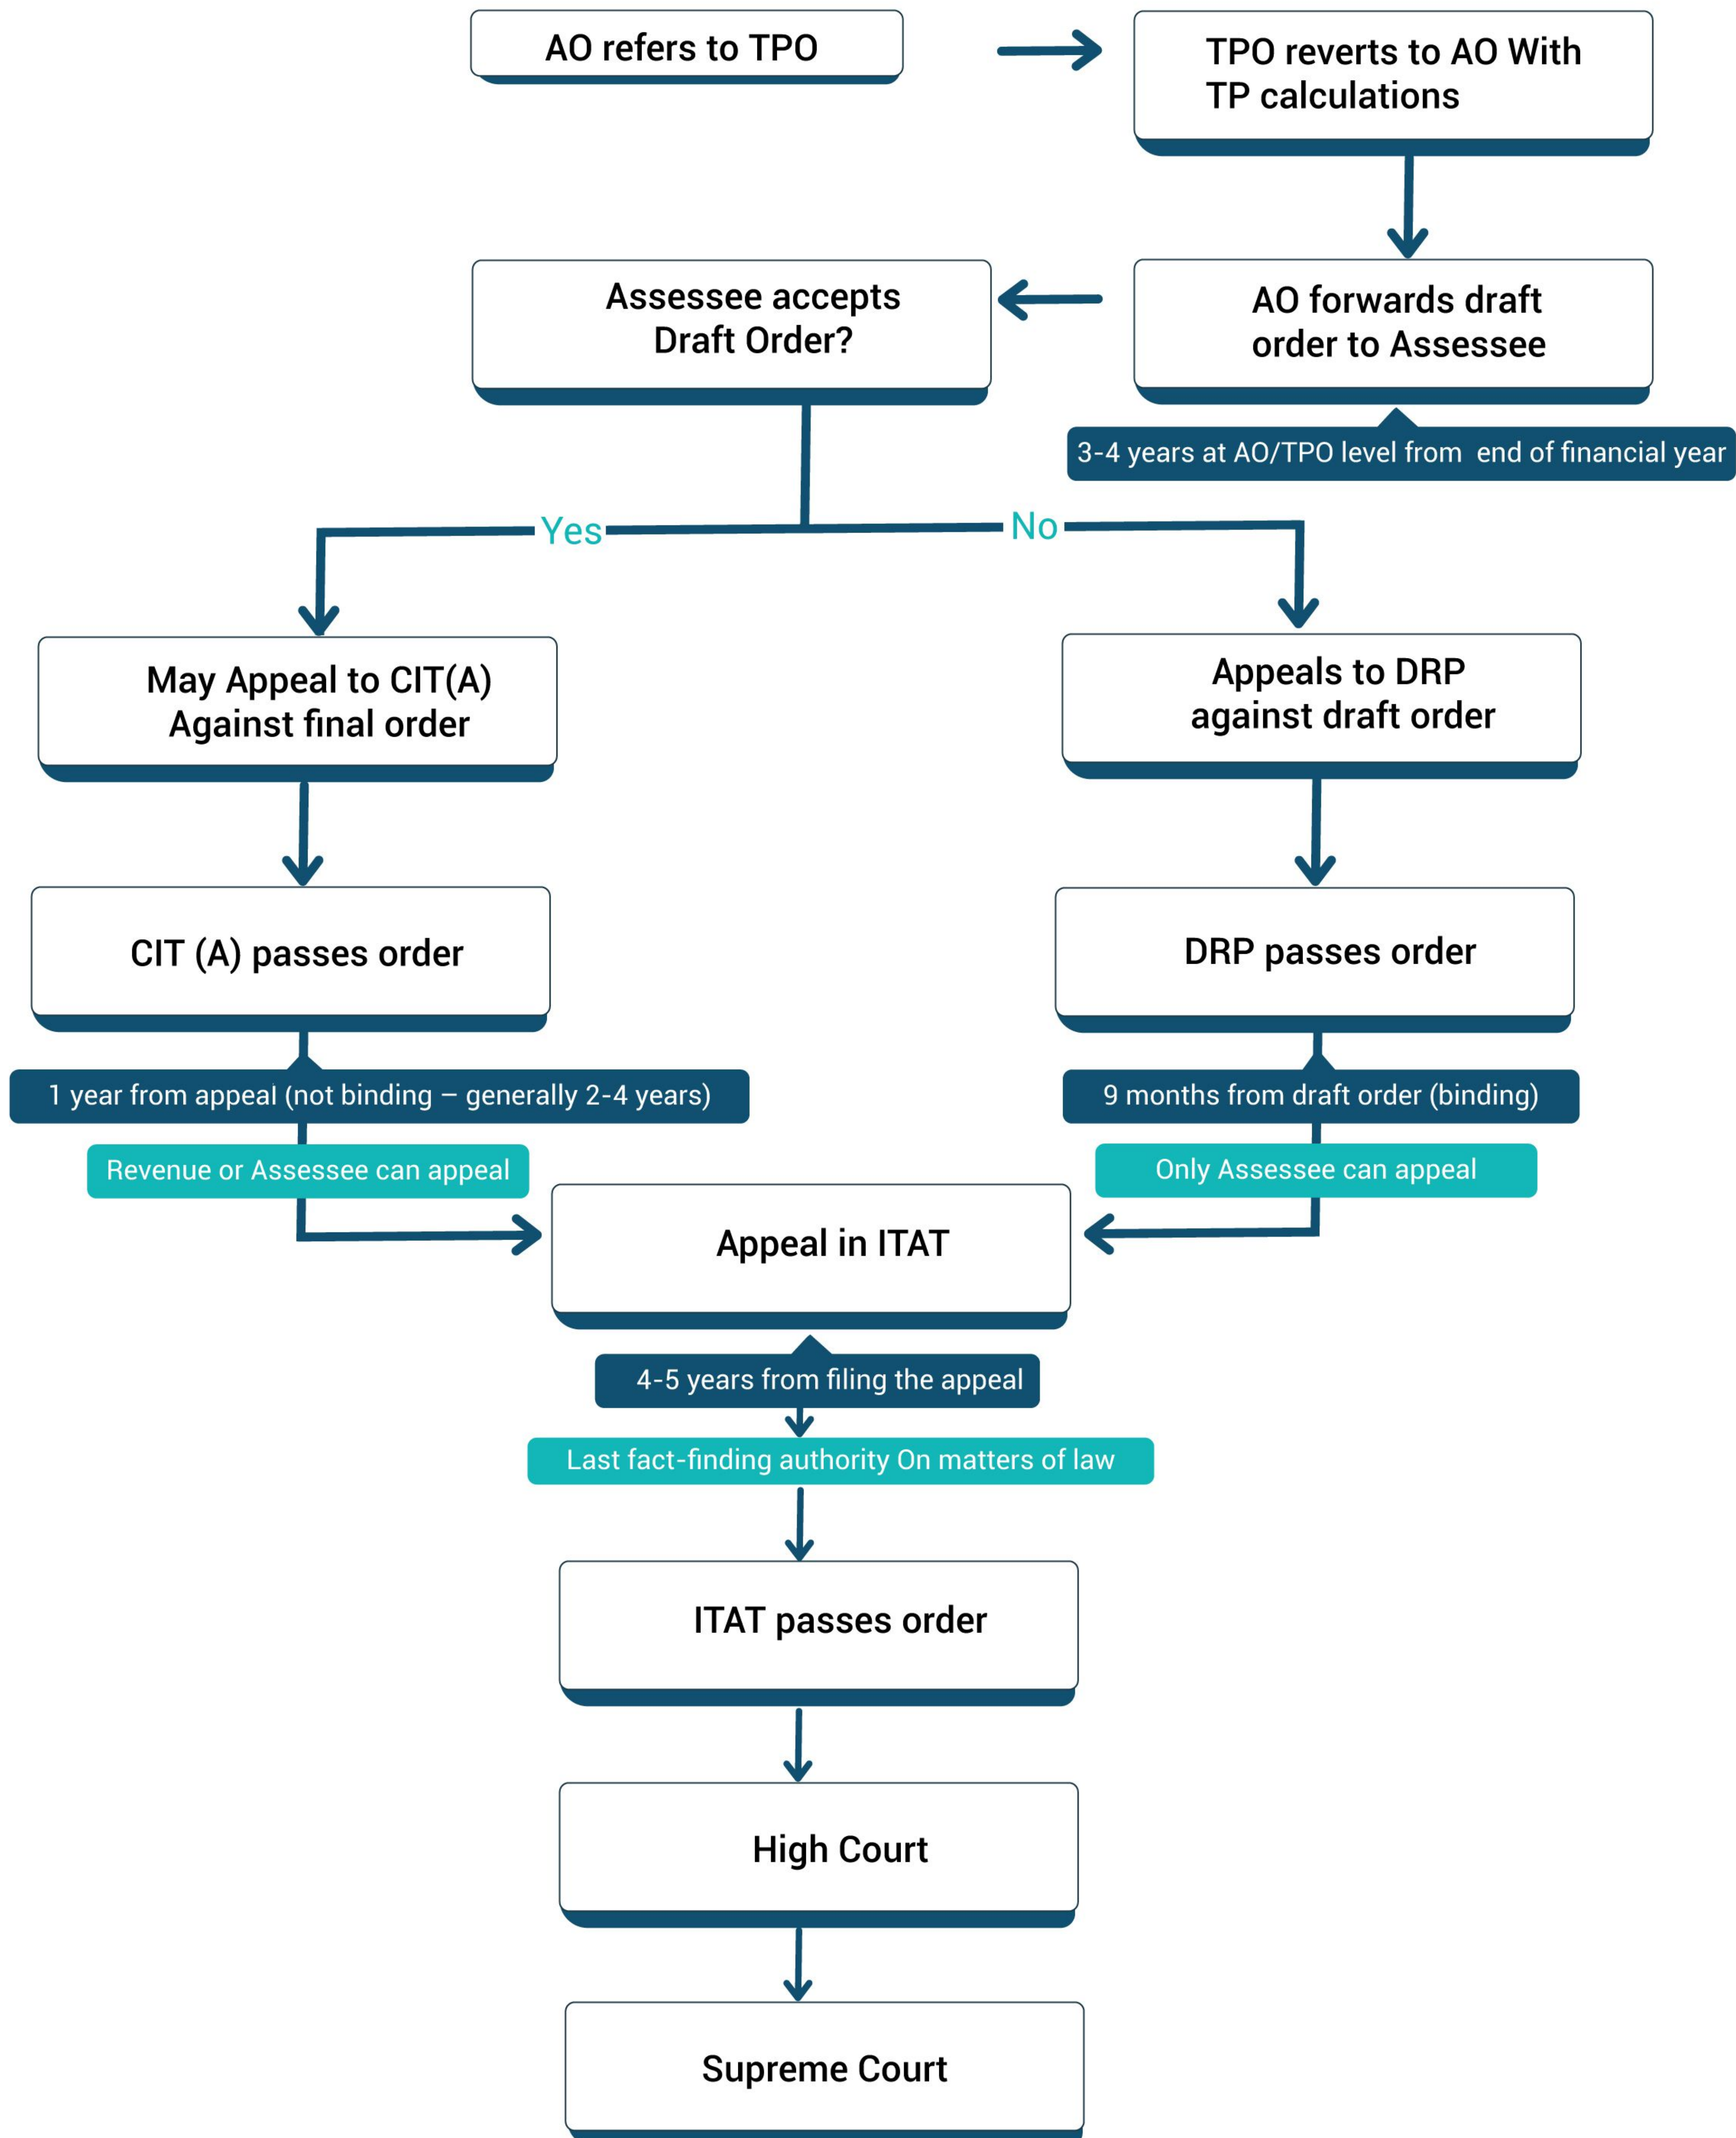 AO refers to TPO
TPO reverts to AO With
TP calculations
Assessee accepts
Draft Order?
AO forwards draft
order to Assessee
3-4 years at AO/TPO level from end of financial year
Yes
No
May Appeal to CIT(A)
Against final order
Appeals to DRP
against draft order
CIT (A) passes order
DRP passes order
1 year from appeal (not binding – generally 2-4 years)
9 months from draft order (binding)
Revenue or Assessee can appeal
Only Assessee can appeal
Appeal in ITAT
4-5 years from filing the appeal
Last fact-finding authority On matters of law
ITAT passes order
High Court
Supreme Court